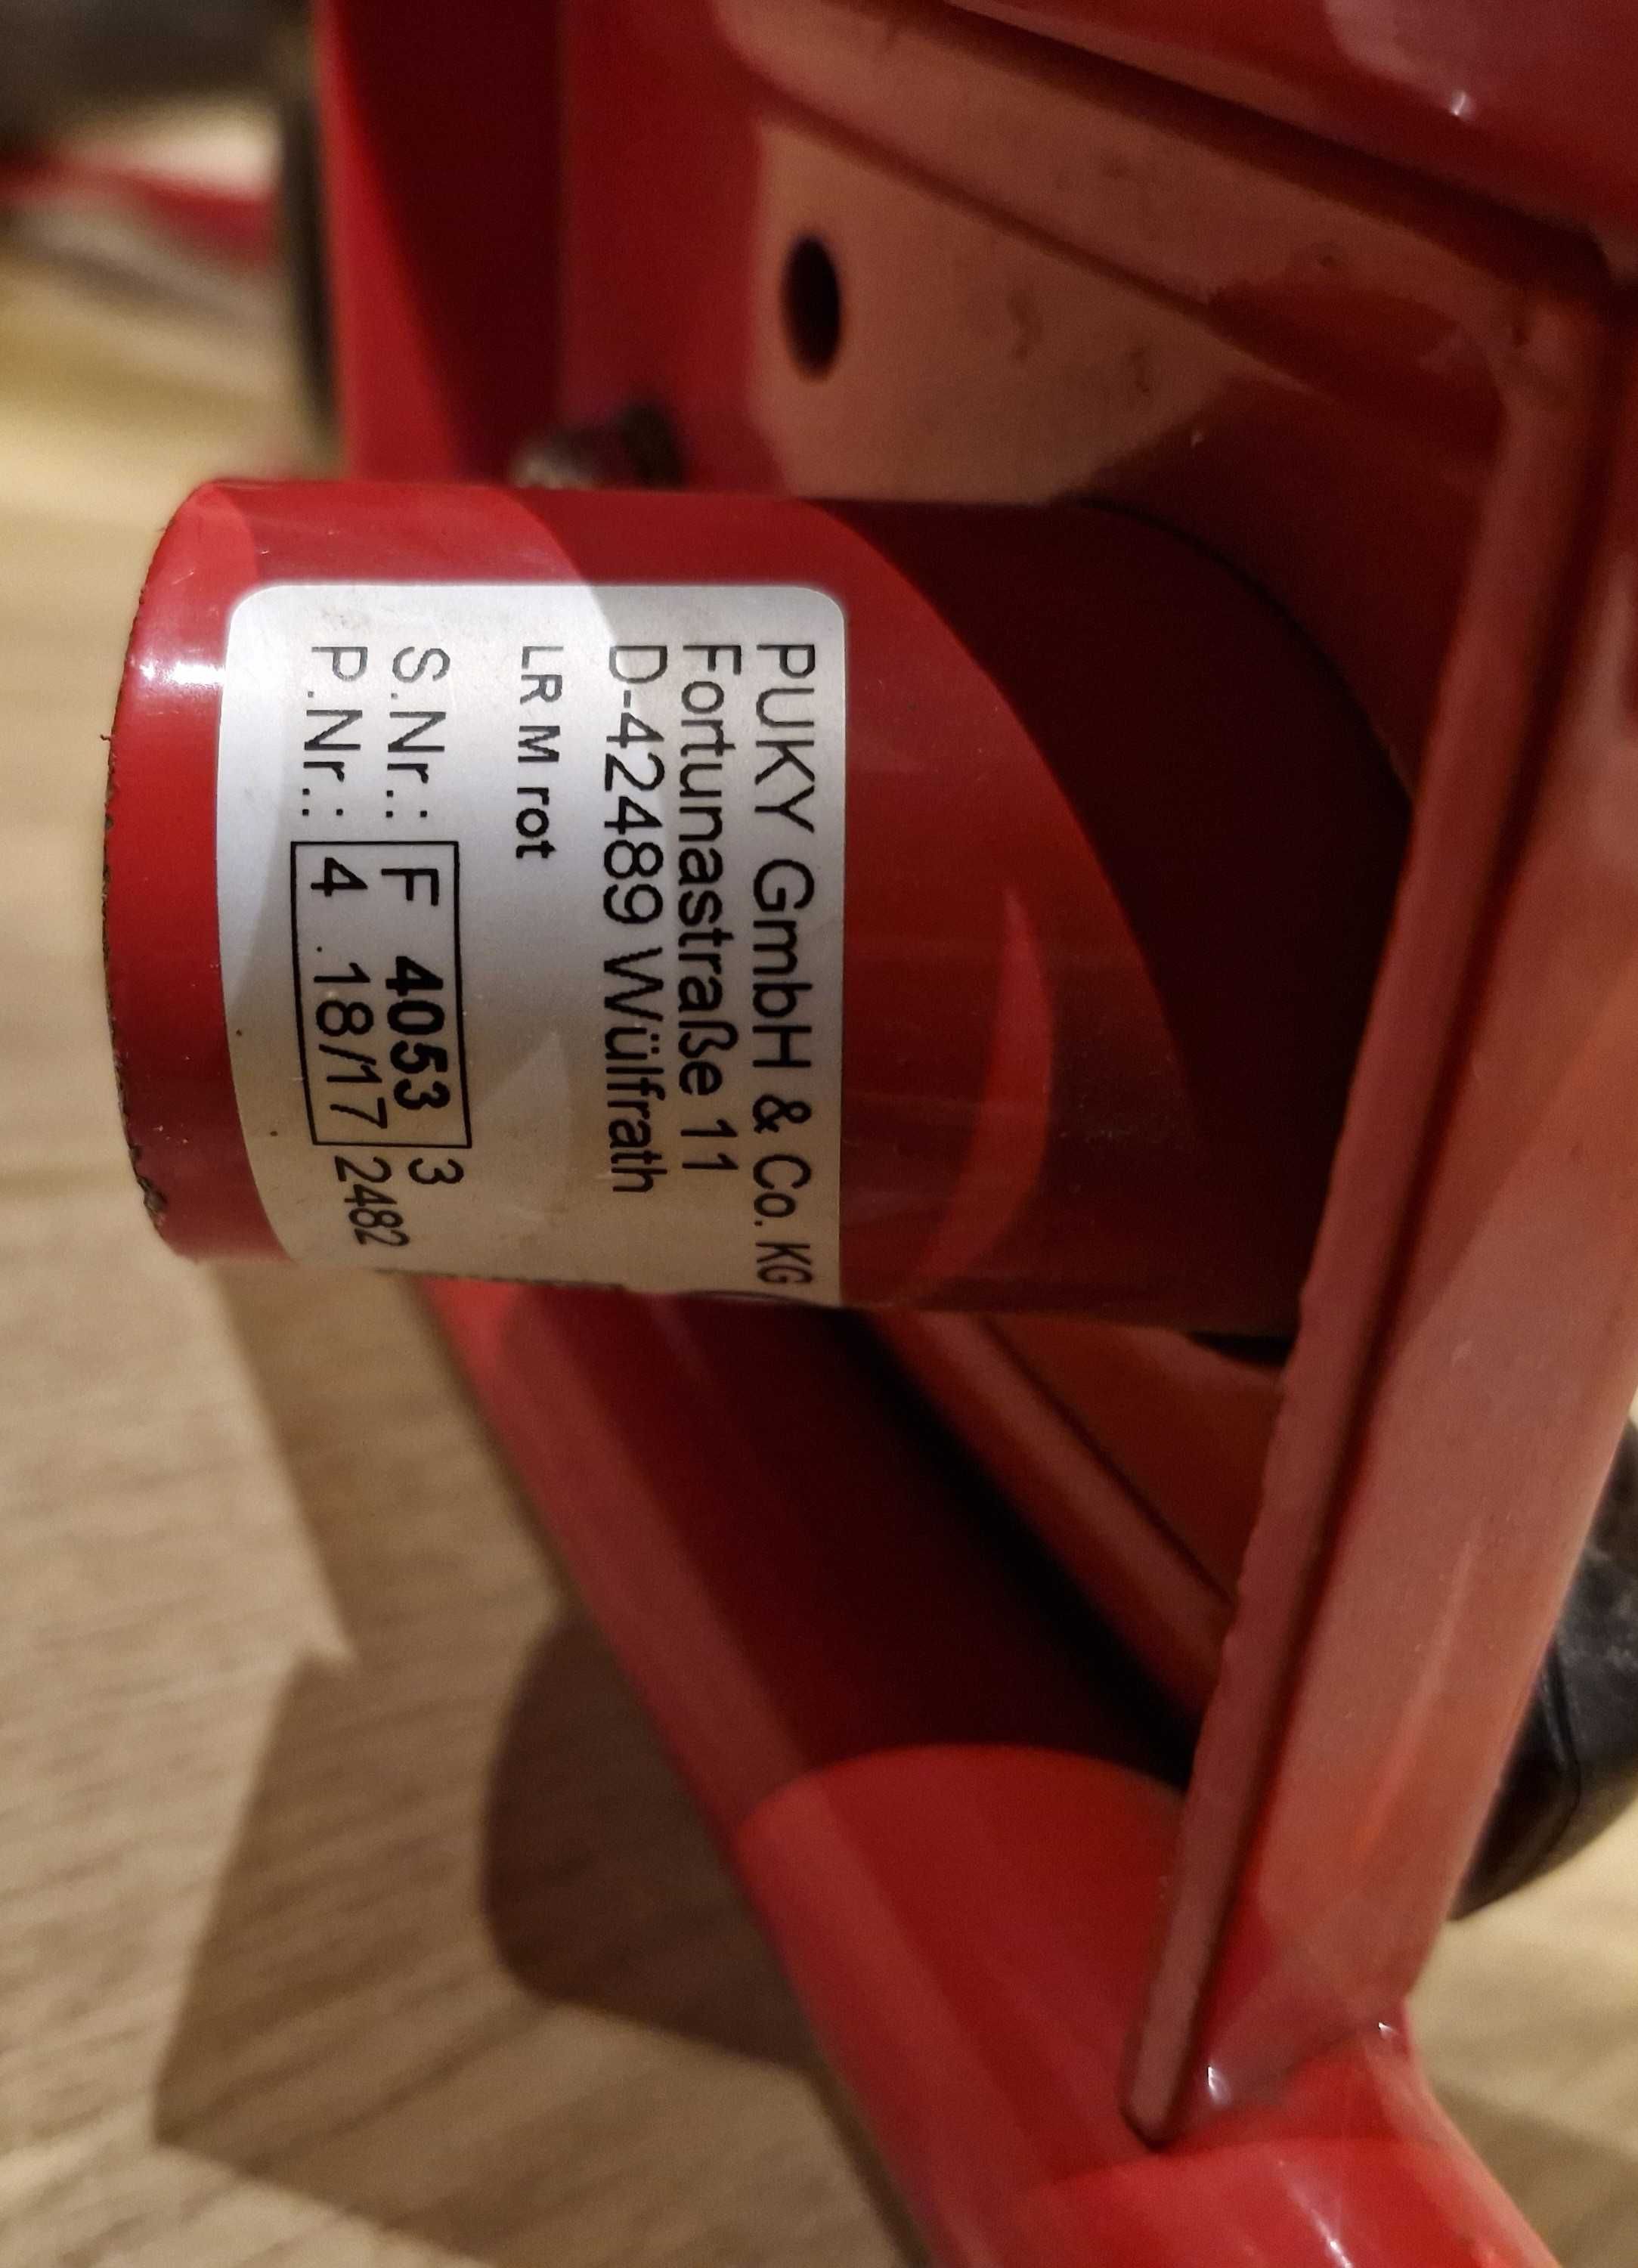 PUKY GmbH & Co. KG
Fortunastraße 11
D-42489 Wülfrath
LR M rot
S.Nr.: F 4053 3
P.Nr.: 4 .18/17 2482